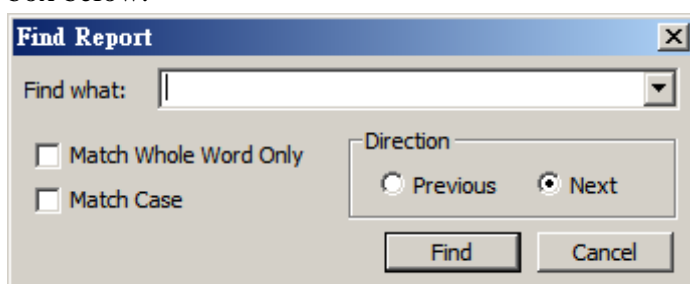 Find Report
Find what:
Match Whole Word Only
Match Case
Direction
Previous Next
Find Cancel